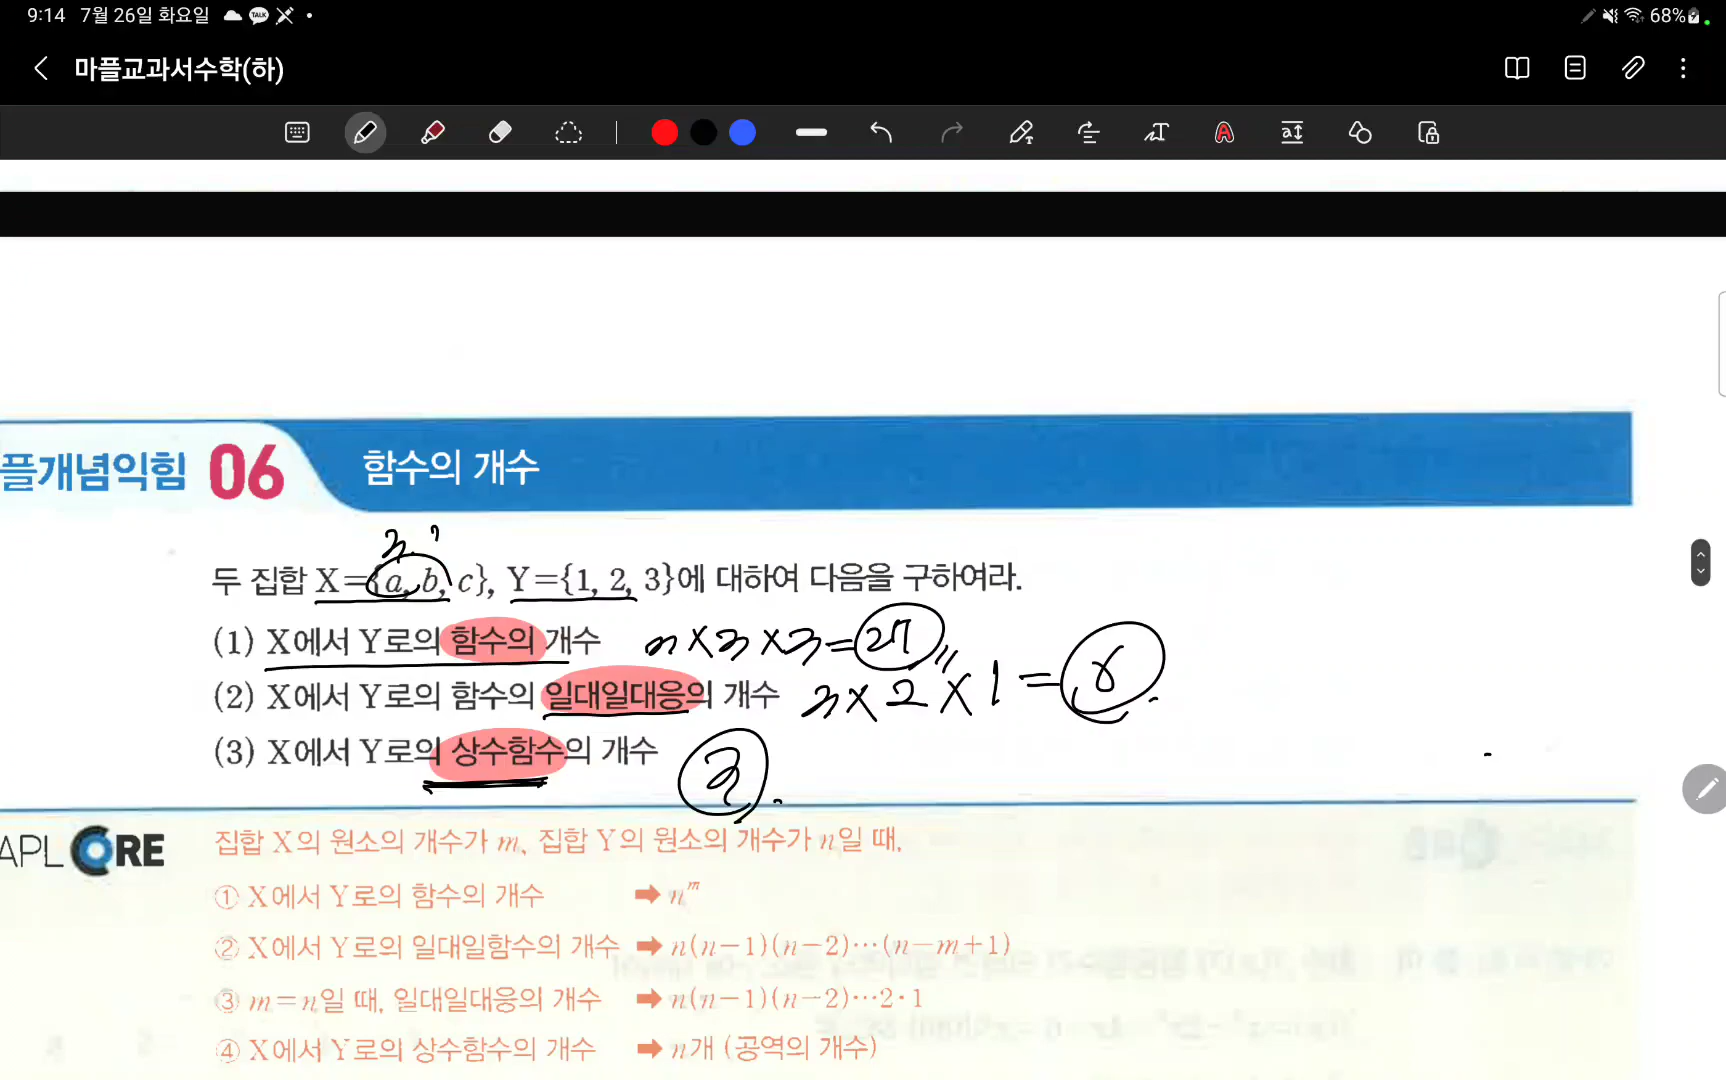 9:14 7월 26일 화요일 TALK 68%
마플교과서수학(하)
플개념익힘 06 함수의 개수
3.
두 집합 X={a, b, c}, Y={1, 2, 3}에 대하여 다음을 구하여라.
(1) X에서 Y로의 함수의 개수 3×3×3=27
(2) X에서 Y로의 함수의 일대일대응의 개수 3×2×1=6
(3) X에서 Y로의 상수함수의 개수 3
APL CORE 집합 X의 원소의 개수가 m, 집합 Y의 원소의 개수가 n일 때,
① X에서 Y로의 함수의 개수 ➡ n^m
② X에서 Y로의 일대일함수의 개수 ➡ n(n−1)(n−2)⋯(n−m+1)
③ m=n일 때, 일대일대응의 개수 ➡ n(n−1)(n−2)⋯2·1
④ X에서 Y로의 상수함수의 개수 ➡ n개 (공역의 개수)